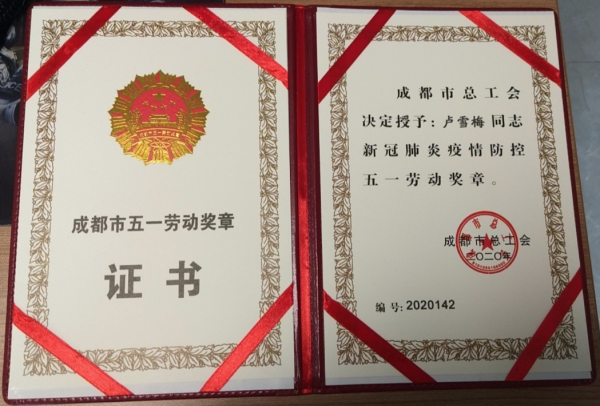 成都市五一劳动奖章
证书
成都市总工会
决定授予：卢雪梅同志
新冠肺炎疫情防控
五一劳动奖章。
成都市总工会
二〇二〇年
编号：2020142